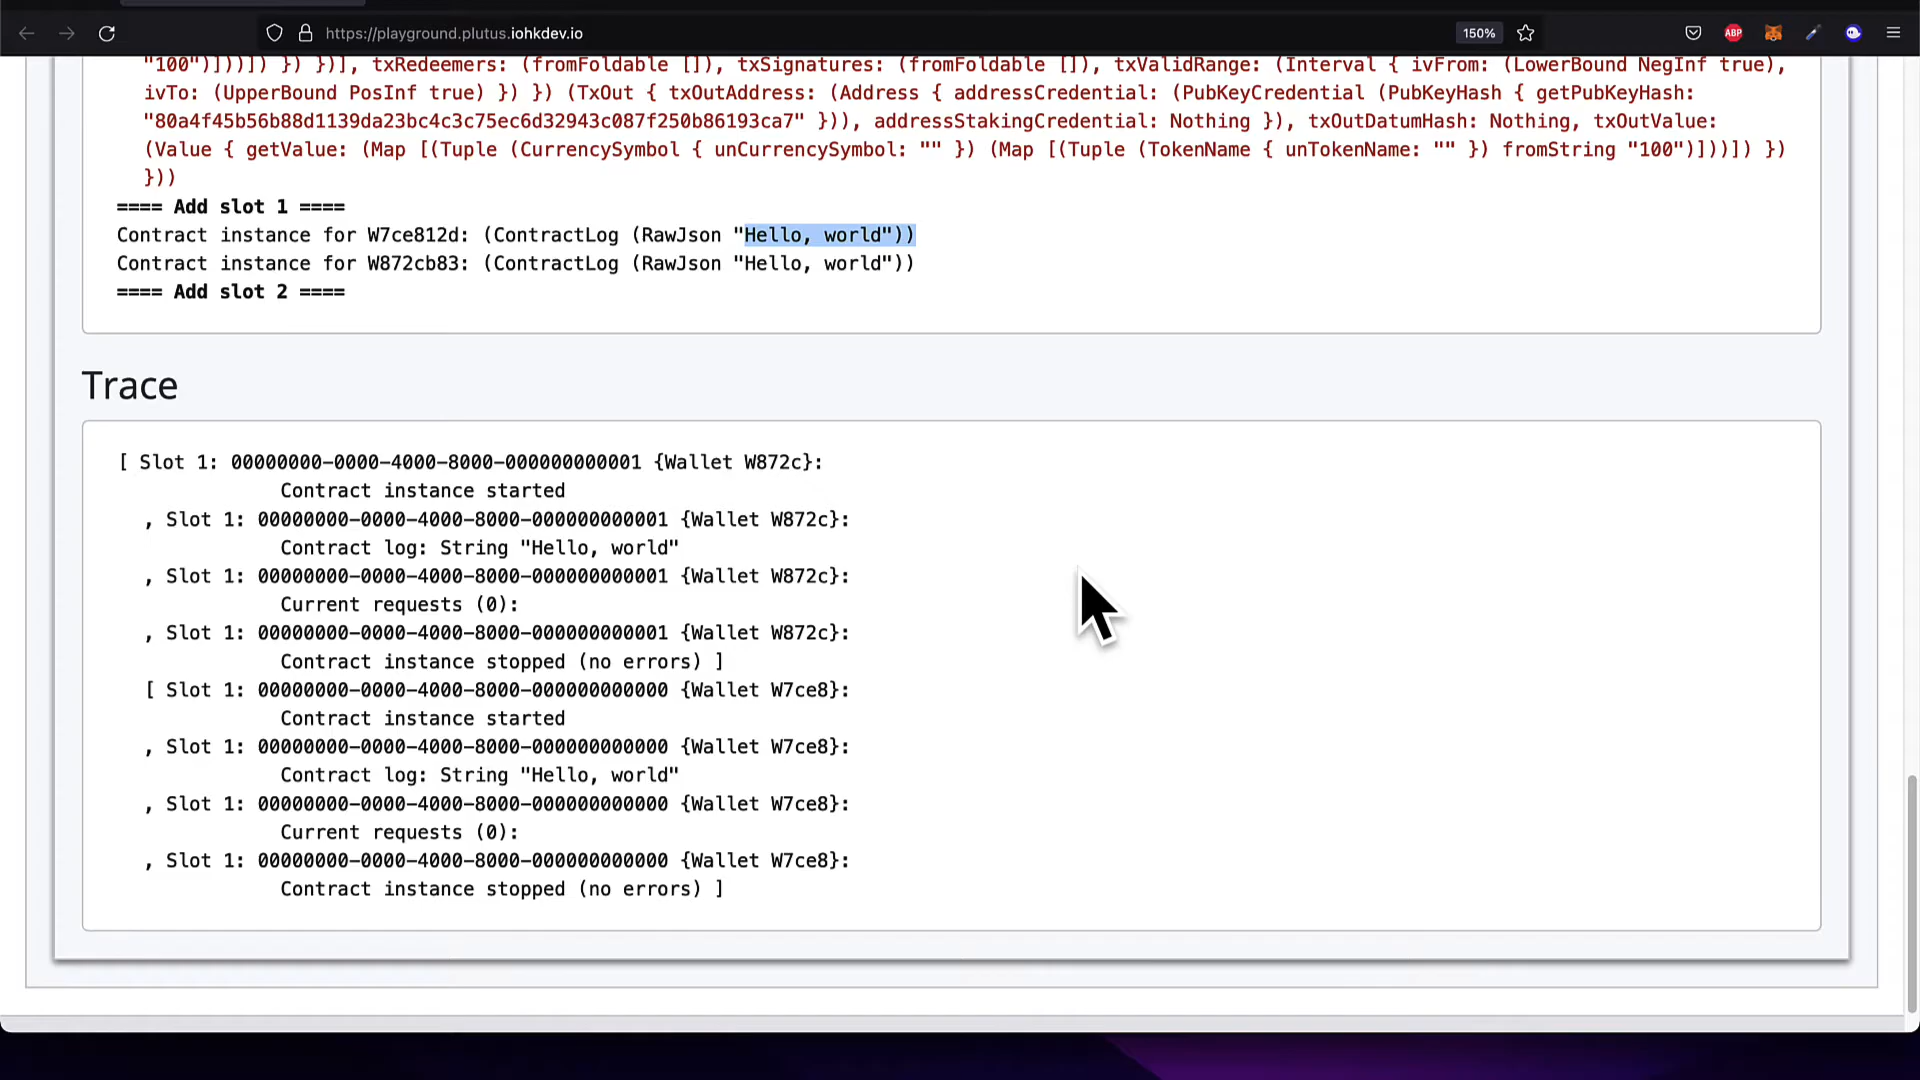 https://playground.plutus.iohkdev.io
150%
ABP
"100")]))]) }) })], txRedeemers: (fromFoldable []), txSignatures: (fromFoldable []), txValidRange: (Interval { ivFrom: (LowerBound NegInf true),
ivTo: (UpperBound PosInf true) }) }) (TxOut { txOutAddress: (Address { addressCredential: (PubKeyCredential (PubKeyHash { getPubKeyHash:
"80a4f45b56b88d1139da23bc4c3c75ec6d32943c087f250b86193ca7" })), addressStakingCredential: Nothing }), txOutDatumHash: Nothing, txOutValue:
(Value { getValue: (Map [(Tuple (CurrencySymbol { unCurrencySymbol: "" }) (Map [(Tuple (TokenName { unTokenName: "" }) fromString "100")]))]) })
}))
==== Add slot 1 ====
Contract instance for W7ce812d: (ContractLog (RawJson "Hello, world"))
Contract instance for W872cb83: (ContractLog (RawJson "Hello, world"))
==== Add slot 2 ====
Trace
[ Slot 1: 00000000-0000-4000-8000-000000000001 {Wallet W872c}:
Contract instance started
, Slot 1: 00000000-0000-4000-8000-000000000001 {Wallet W872c}:
Contract log: String "Hello, world"
, Slot 1: 00000000-0000-4000-8000-000000000001 {Wallet W872c}:
Current requests (0):
, Slot 1: 00000000-0000-4000-8000-000000000001 {Wallet W872c}:
Contract instance stopped (no errors) ]
[ Slot 1: 00000000-0000-4000-8000-000000000000 {Wallet W7ce8}:
Contract instance started
, Slot 1: 00000000-0000-4000-8000-000000000000 {Wallet W7ce8}:
Contract log: String "Hello, world"
, Slot 1: 00000000-0000-4000-8000-000000000000 {Wallet W7ce8}:
Current requests (0):
, Slot 1: 00000000-0000-4000-8000-000000000000 {Wallet W7ce8}:
Contract instance stopped (no errors) ]